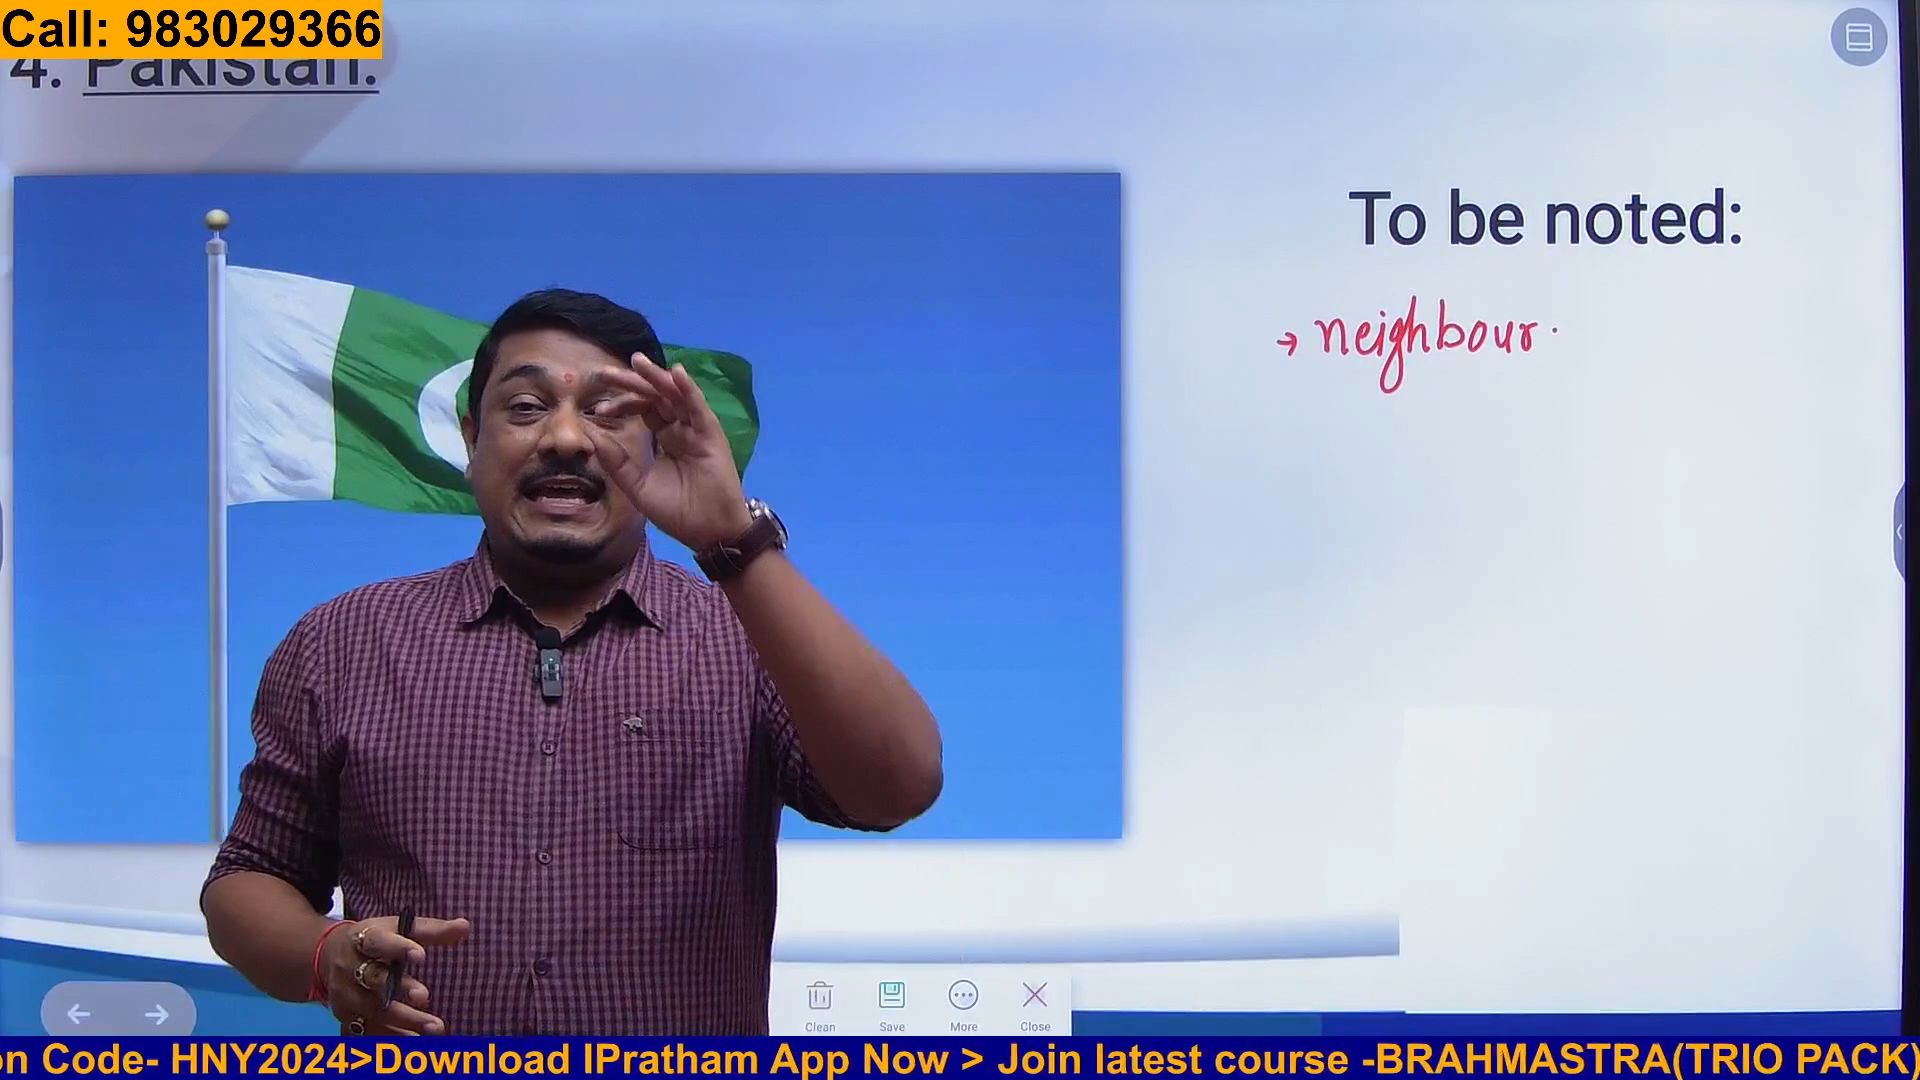 Call: 983029366
4. Pakistan:
To be noted:
→ neighbour.
Clean
Save
More
Close
on Code- HNY2024>Download IPratham App Now > Join latest course -BRAHMASTRA(TRIO PACK)